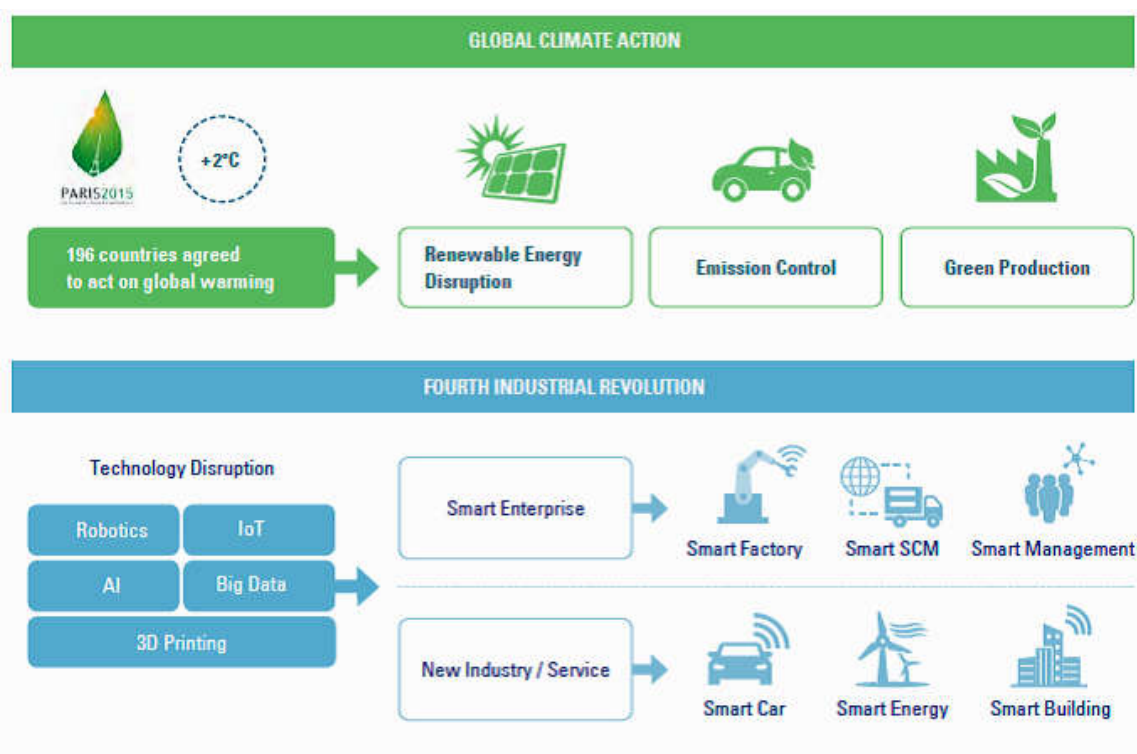 GLOBAL CLIMATE ACTION
+2°C
PARIS2015
196 countries agreed
to act on global warming
Renewable Energy
Disruption
Emission Control
Green Production
FOURTH INDUSTRIAL REVOLUTION
Technology Disruption
Robotics
IoT
AI
Big Data
3D Printing
Smart Enterprise
Smart Factory
Smart SCM
Smart Management
New Industry / Service
Smart Car
Smart Energy
Smart Building